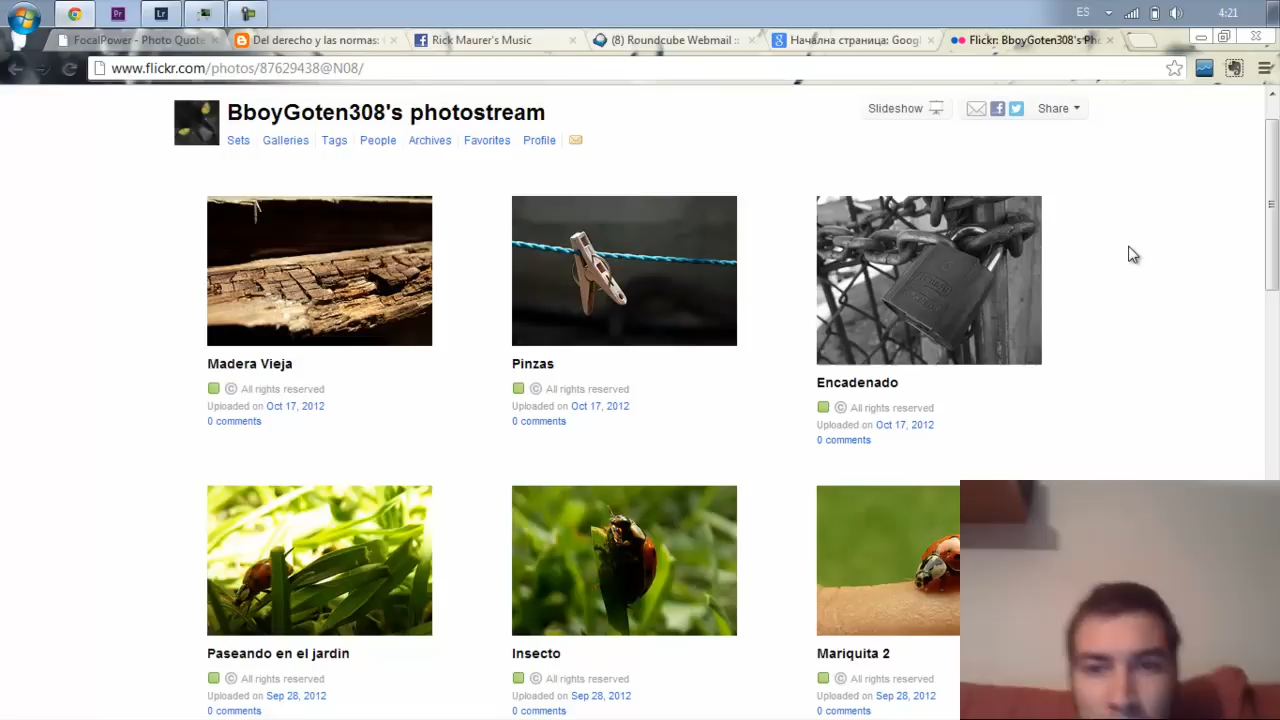 ES 4:21
FocalPower - Photo Quote
Del derecho y las normas:
Rick Maurer's Music
(8) Roundcube Webmail ::
Начална страница: Googl
Flickr: BboyGoten308's Ph
www.flickr.com/photos/87629438@N08/
BboyGoten308's photostream
Slideshow
Share
Sets Galleries Tags People Archives Favorites Profile
Madera Vieja
© All rights reserved
Uploaded on Oct 17, 2012
0 comments
Pinzas
© All rights reserved
Uploaded on Oct 17, 2012
0 comments
Encadenado
© All rights reserved
Uploaded on Oct 17, 2012
0 comments
Paseando en el jardin
© All rights reserved
Uploaded on Sep 28, 2012
0 comments
Insecto
© All rights reserved
Uploaded on Sep 28, 2012
0 comments
Mariquita 2
© All rights reserved
Uploaded on Sep 28, 2012
0 comments